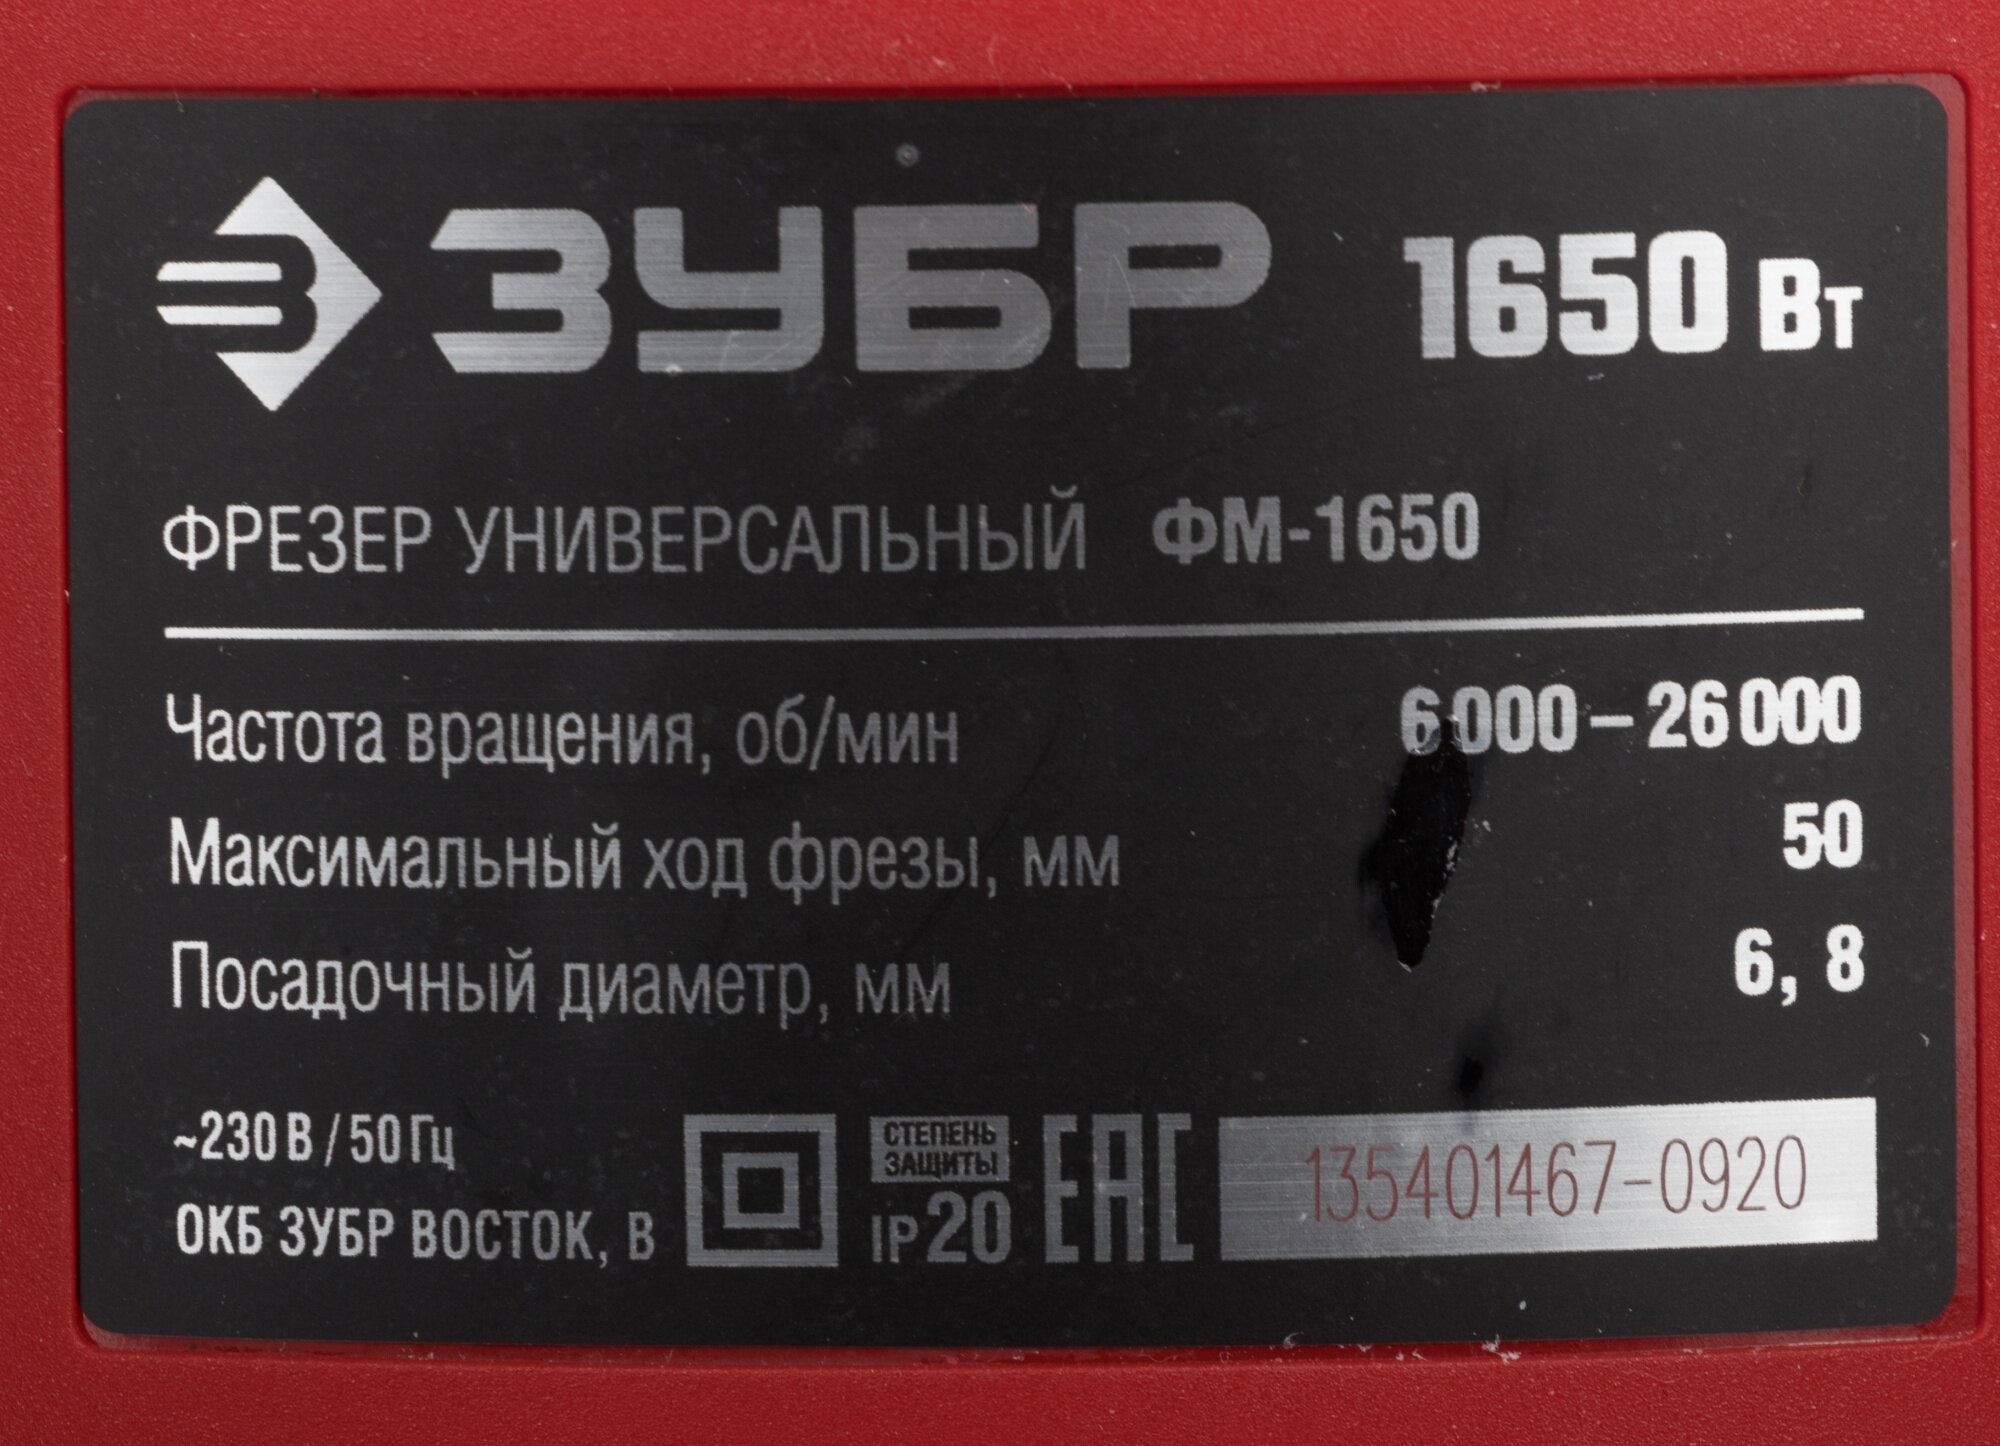 ЗУБР 1650 Вт
ФРЕЗЕР УНИВЕРСАЛЬНЫЙ ФМ-1650
Частота вращения, об/мин 6000–26000
Максимальный ход фрезы, мм 50
Посадочный диаметр, мм 6, 8
~230 В / 50 Гц
ОКБ ЗУБР ВОСТОК, В
СТЕПЕНЬ
ЗАЩИТЫ
IP20
EAC
135401467-0920